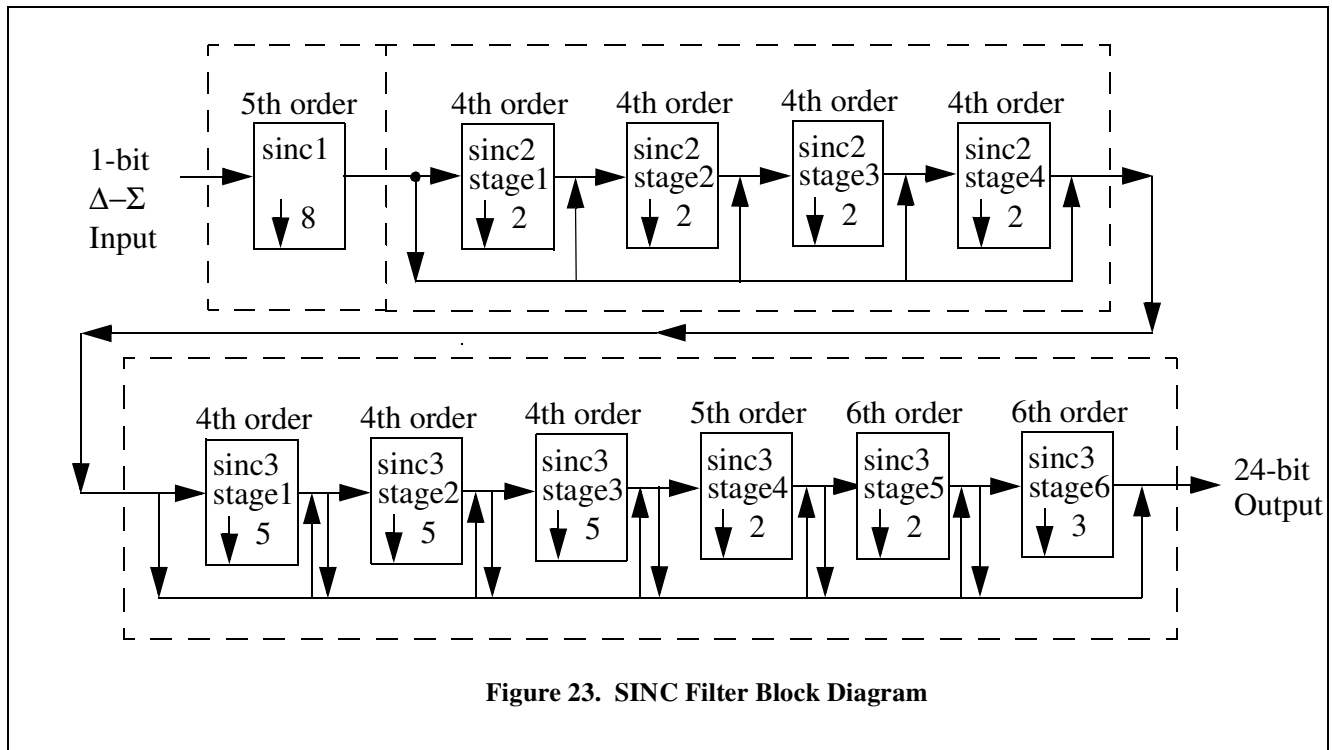 5th order
4th order
4th order
4th order
4th order
1-bit
Δ–Σ
Input
sinc1
8
sinc2
stage1
2
sinc2
stage2
2
sinc2
stage3
2
sinc2
stage4
2
4th order
4th order
4th order
5th order
6th order
6th order
sinc3
stage1
5
sinc3
stage2
5
sinc3
stage3
5
sinc3
stage4
2
sinc3
stage5
2
sinc3
stage6
3
24-bit
Output
Figure 23. SINC Filter Block Diagram